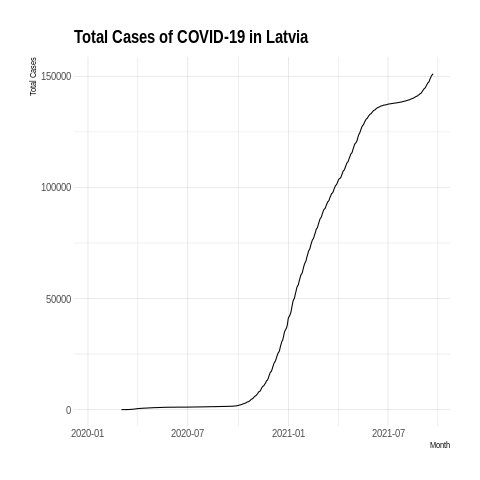 Total Cases of COVID-19 in Latvia
Total Cases
150000
100000
50000
0
2020-01
2020-07
2021-01
2021-07
Month